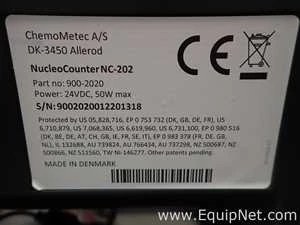 ChemoMetec A/S
DK-3450 Allerod
NucleoCounter NC-202
Part no: 900-2020
Power: 24VDC, 50W max
S/N: 9002020012201318
Protected by US 05,828,716, EP 0 753 732 (DK, GB, DE, FR), US
6,710,879, US 7,068,365, US 6,619,960, US 6,731,100, EP 0 980 516
(DE, BE, DK, AT, CH, GB, IE, FR, SE, IT), EP 0 983 378 (FR, DE, GB,
NL), IL 132688, AU 739824, AU 766434, AU 737298, NZ 500687, NZ
500866, NZ 511560, TW NI-146277. Other patents pending.
MADE IN DENMARK
CE
www.EquipNet.com